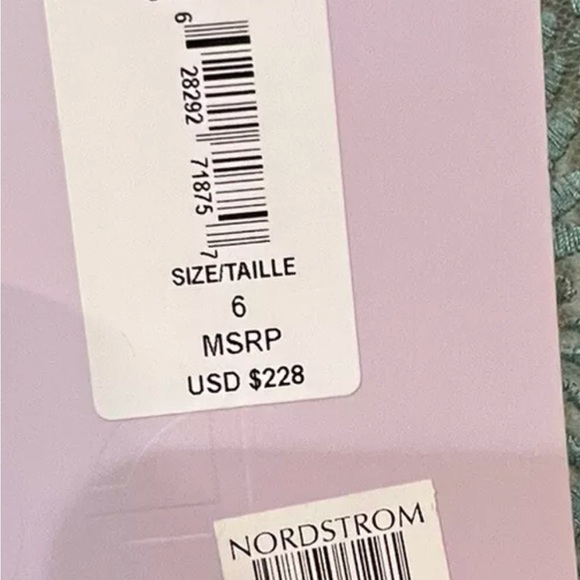 6 28292 71875 7
SIZE/TAILLE
6
MSRP
USD $228
NORDSTROM